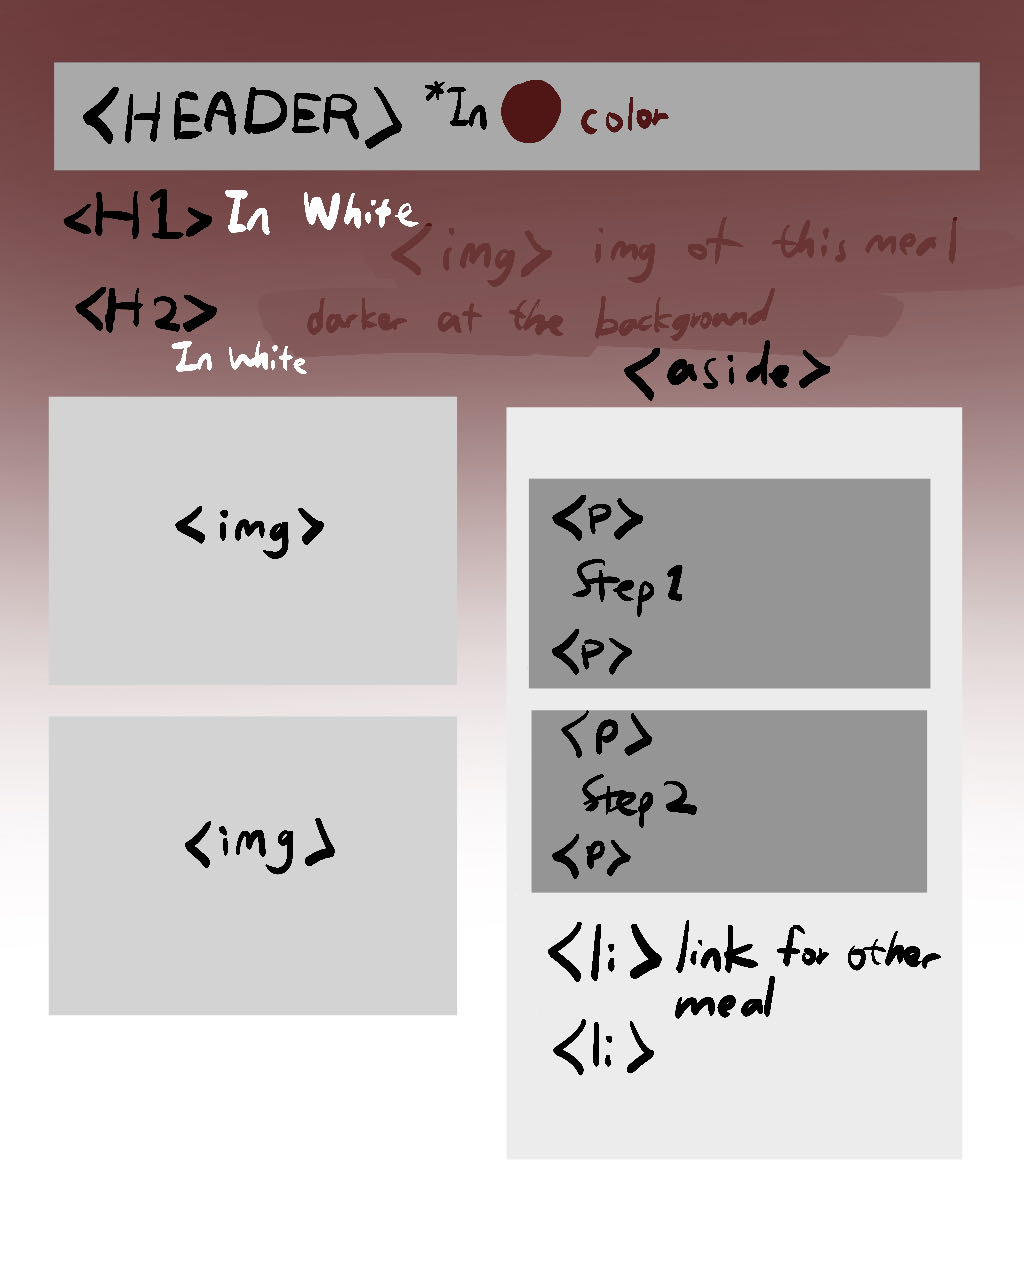 <HEADER> *In color
<H1> In White
<img> img of this meal
<H2> darker at the background
In white
<aside>
<img>
<P>
Step 1
<P>
<P>
Step 2
<P>
<img>
<li> link for other
meal
<li>